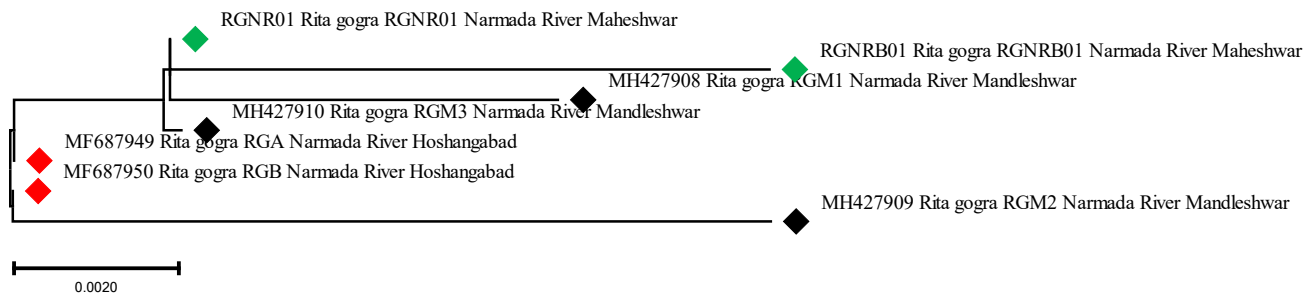 RGNR01 Rita gogra RGNR01 Narmada River Maheshwar
RGNRB01 Rita gogra RGNRB01 Narmada River Maheshwar
MH427908 Rita gogra RGM1 Narmada River Mandleshwar
MH427910 Rita gogra RGM3 Narmada River Mandleshwar
MF687949 Rita gogra RGA Narmada River Hoshangabad
MF687950 Rita gogra RGB Narmada River Hoshangabad
MH427909 Rita gogra RGM2 Narmada River Mandleshwar
0.0020